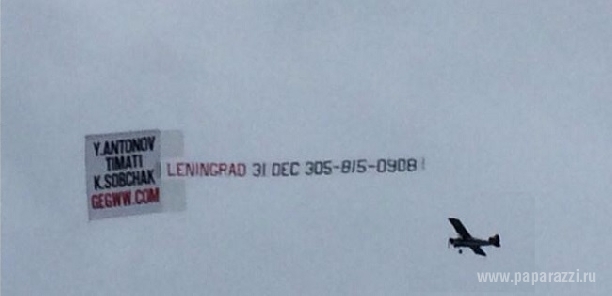 Y.ANTONOV
TIMATI
K.SOBCHAK
GEGWW.COM
LENINGRAD 31 DEC 305-815-0908!
www.paparazzi.ru